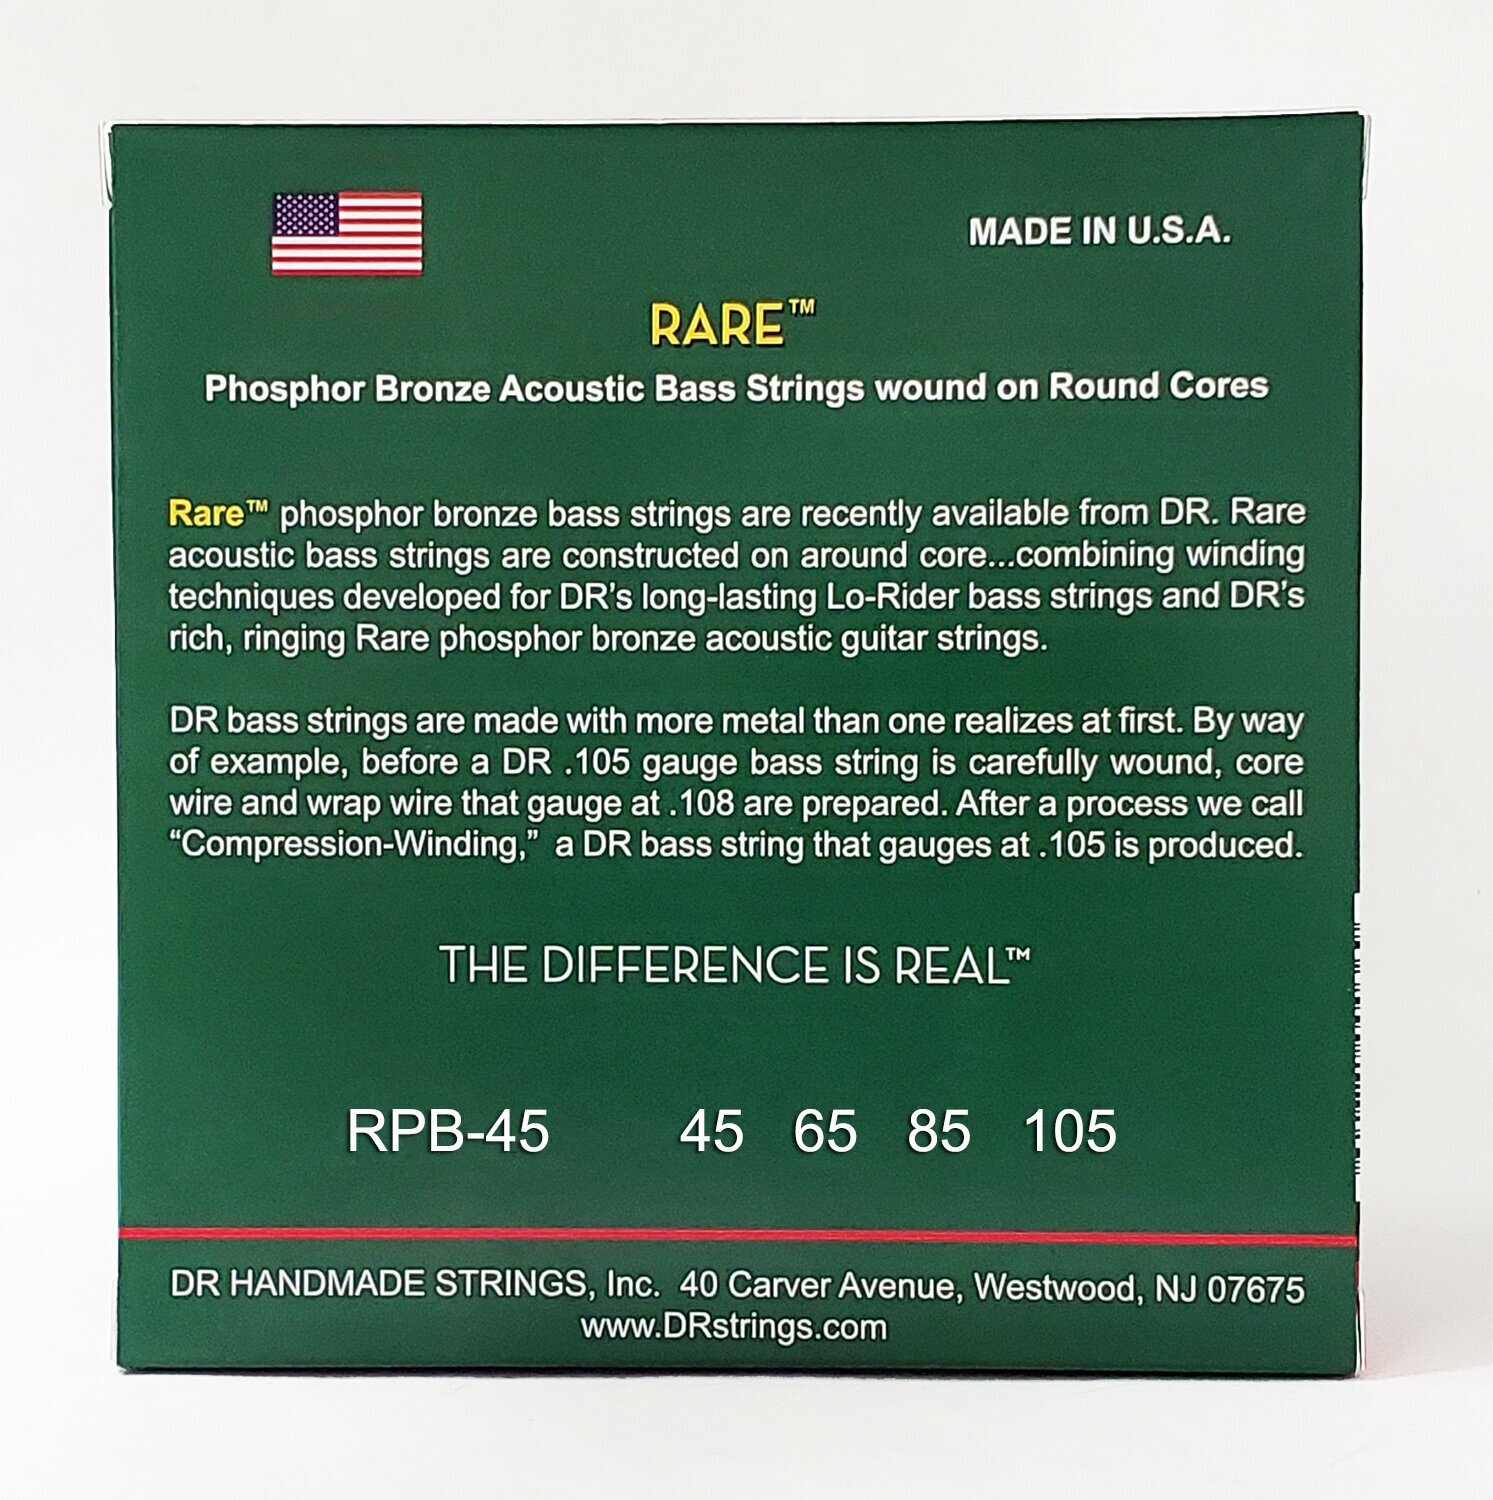 MADE IN U.S.A.
RARE™
Phosphor Bronze Acoustic Bass Strings wound on Round Cores
Rare™ phosphor bronze bass strings are recently available from DR. Rare
acoustic bass strings are constructed on around core...combining winding
techniques developed for DR's long-lasting Lo-Rider bass strings and DR's
rich, ringing Rare phosphor bronze acoustic guitar strings.
DR bass strings are made with more metal than one realizes at first. By way
of example, before a DR .105 gauge bass string is carefully wound, core
wire and wrap wire that gauge at .108 are prepared. After a process we call
“Compression-Winding,” a DR bass string that gauges at .105 is produced.
THE DIFFERENCE IS REAL™
RPB-45 45 65 85 105
DR HANDMADE STRINGS, Inc. 40 Carver Avenue, Westwood, NJ 07675
www.DRstrings.com